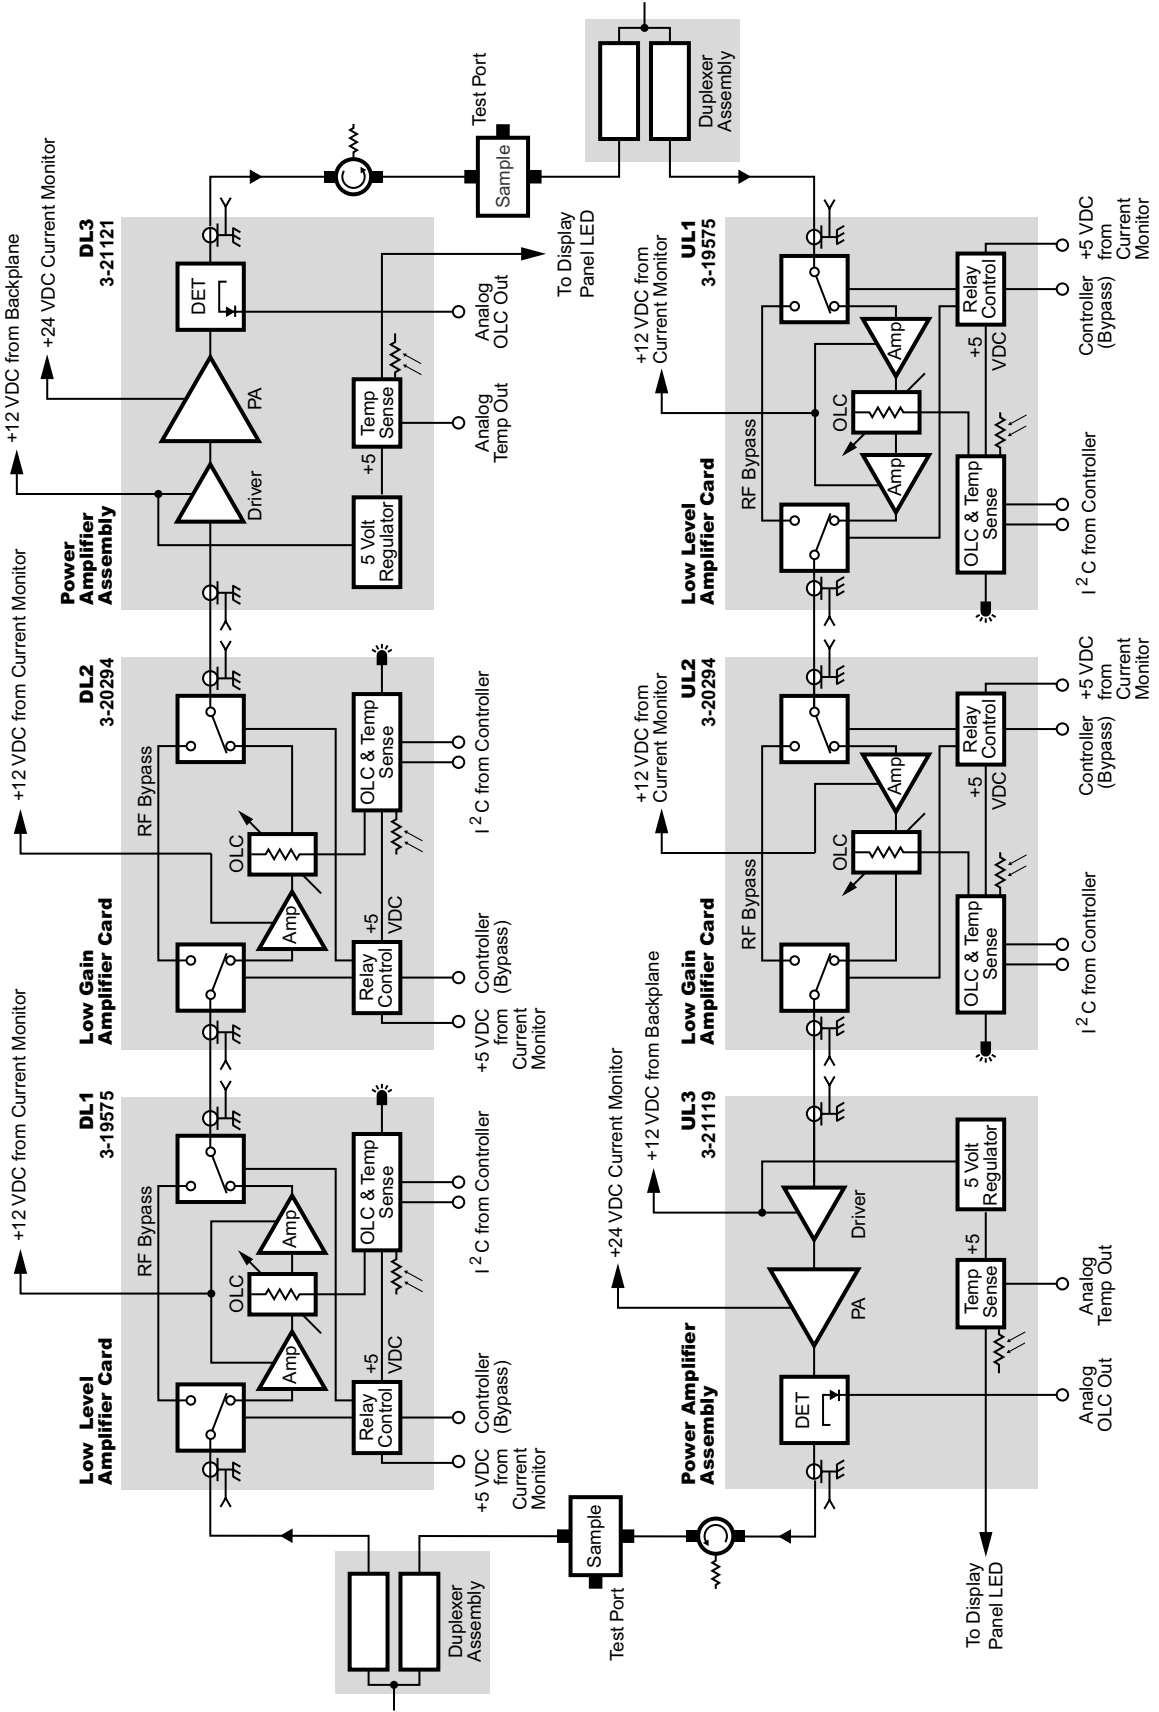 +12 VDC from Current Monitor
Low Level
Amplifier Card
DL1
3-19575
RF Bypass
Amp
OLC
Amp
Relay
Control
+5
VDC
OLC & Temp
Sense
+5 VDC
from
Current
Monitor
Controller
(Bypass)
I 2 C from Controller
+12 VDC from Current Monitor
Low Gain
Amplifier Card
DL2
3-20294
RF Bypass
Amp
OLC
Relay
Control
+5
VDC
OLC & Temp
Sense
+5 VDC
from
Current
Monitor
Controller
(Bypass)
I 2 C from Controller
+12 VDC from Backplane
+24 VDC Current Monitor
Power
Amplifier
Assembly
DL3
3-21121
Driver
PA
DET
5 Volt
Regulator
+5
Temp
Sense
Analog
Temp Out
Analog
OLC Out
To Display
Panel LED
Sample
Test Port
Duplexer
Assembly
Duplexer
Assembly
Test Port
Sample
+24 VDC Current Monitor
+12 VDC from Backplane
Power Amplifier
Assembly
UL3
3-21119
DET
PA
Driver
Temp
Sense
+5
5 Volt
Regulator
To Display
Panel LED
Analog
OLC Out
Analog
Temp Out
+12 VDC from
Current Monitor
Low Gain
Amplifier Card
UL2
3-20294
RF Bypass
OLC
Amp
OLC & Temp
Sense
+5
VDC
Relay
Control
I 2 C from Controller
Controller
(Bypass)
+5 VDC
from
Current
Monitor
+12 VDC from
Current Monitor
Low Level
Amplifier Card
UL1
3-19575
RF Bypass
Amp
OLC
Amp
OLC & Temp
Sense
+5
VDC
Relay
Control
I 2 C from Controller
Controller
(Bypass)
+5 VDC
from
Current
Monitor